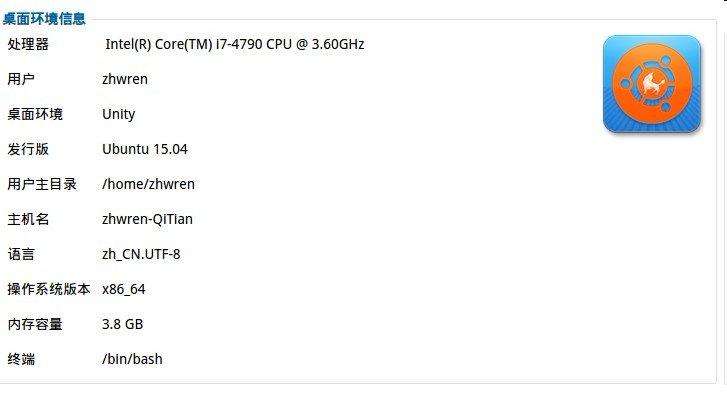 桌面环境信息
处理器 Intel(R) Core(TM) i7-4790 CPU @ 3.60GHz
用户 zhwren
桌面环境 Unity
发行版 Ubuntu 15.04
用户主目录 /home/zhwren
主机名 zhwren-QiTian
语言 zh_CN.UTF-8
操作系统版本 x86_64
内存容量 3.8 GB
终端 /bin/bash